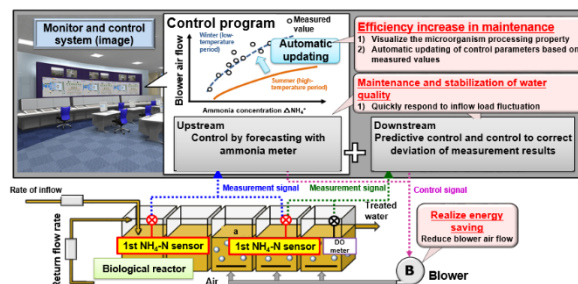 Control program
Monitor and control
system (image)
Measured
value
Winter (low-
temperature
period)
Automatic
updating
Summer (high-
temperature period)
Blower air flow
Ammonia concentration △NH₄⁺
Efficiency increase in maintenance
1) Visualize the microorganism processing property
2) Automatic updating of control parameters based on
measured values
Maintenance and stabilization of water
quality
1) Quickly respond to inflow load fluctuation
Upstream
Control by forecasting with
ammonia meter
Downstream
Predictive control and control to correct
deviation of measurement results
Rate of inflow
Measurement signal
Measurement signal
Control signal
Treated
water
Return flow rate
a
1st NH₄-N sensor
1st NH₄-N sensor
DO
meter
Biological reactor
Air
Realize energy
saving
Reduce blower air flow
B
Blower